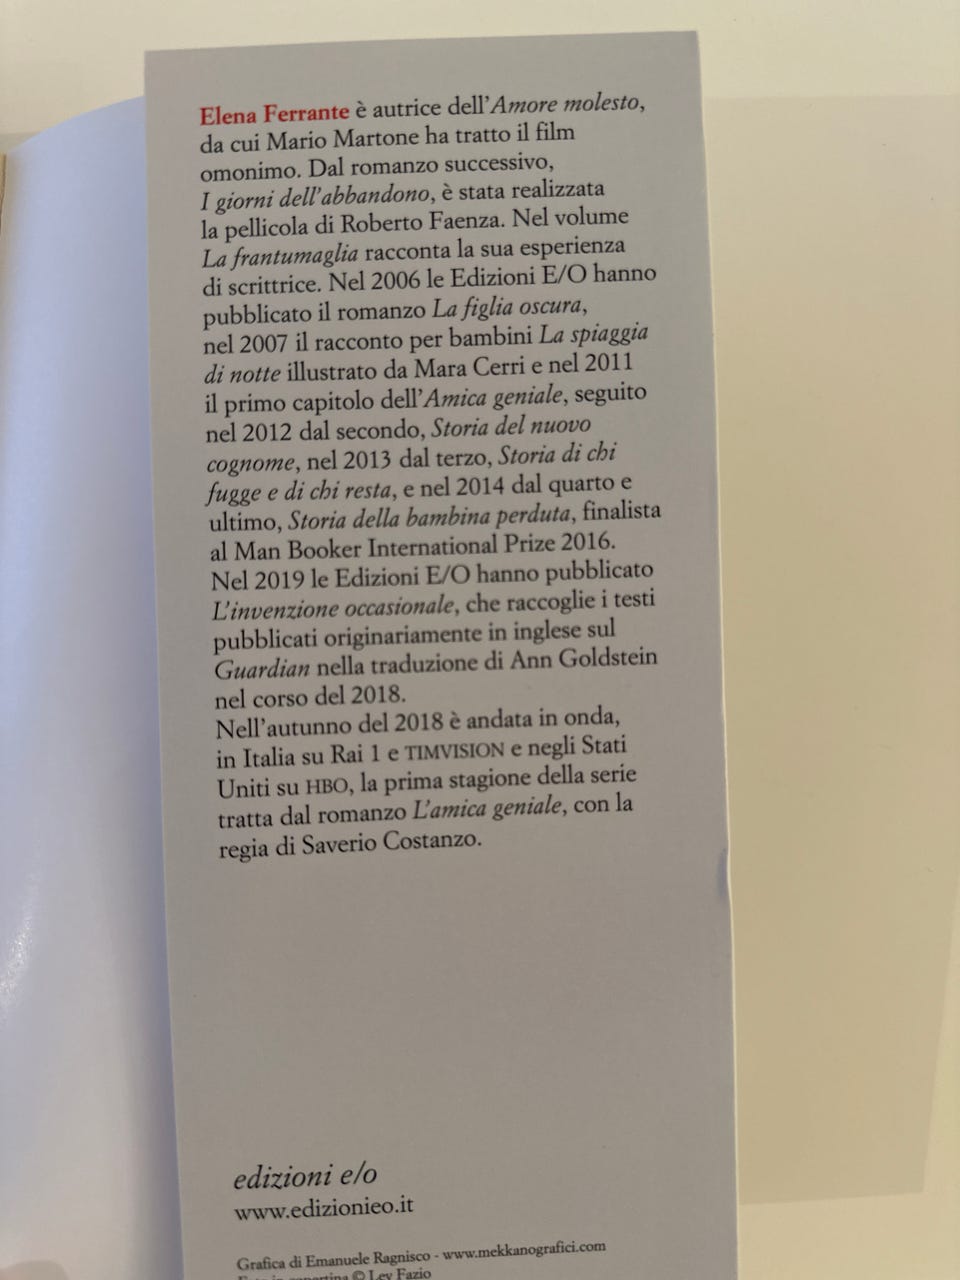 Elena Ferrante è autrice dell'Amore molesto,
da cui Mario Martone ha tratto il film
omonimo. Dal romanzo successivo,
I giorni dell'abbandono, è stata realizzata
la pellicola di Roberto Faenza. Nel volume
La frantumaglia racconta la sua esperienza
di scrittrice. Nel 2006 le Edizioni E/O hanno
pubblicato il romanzo La figlia oscura,
nel 2007 il racconto per bambini La spiaggia
di notte illustrato da Mara Cerri e nel 2011
il primo capitolo dell'Amica geniale, seguito
nel 2012 dal secondo, Storia del nuovo
cognome, nel 2013 dal terzo, Storia di chi
fugge e di chi resta, e nel 2014 dal quarto e
ultimo, Storia della bambina perduta, finalista
al Man Booker International Prize 2016.
Nel 2019 le Edizioni E/O hanno pubblicato
L'invenzione occasionale, che raccoglie i testi
pubblicati originariamente in inglese sul
Guardian nella traduzione di Ann Goldstein
nel corso del 2018.
Nell'autunno del 2018 è andata in onda,
in Italia su Rai 1 e TIMVISION e negli Stati
Uniti su HBO, la prima stagione della serie
tratta dal romanzo L'amica geniale, con la
regia di Saverio Costanzo.
edizioni e/o
www.edizionieo.it
Grafica di Emanuele Ragnisco - www.mekkanografici.com
in copertina © Lev Fazio